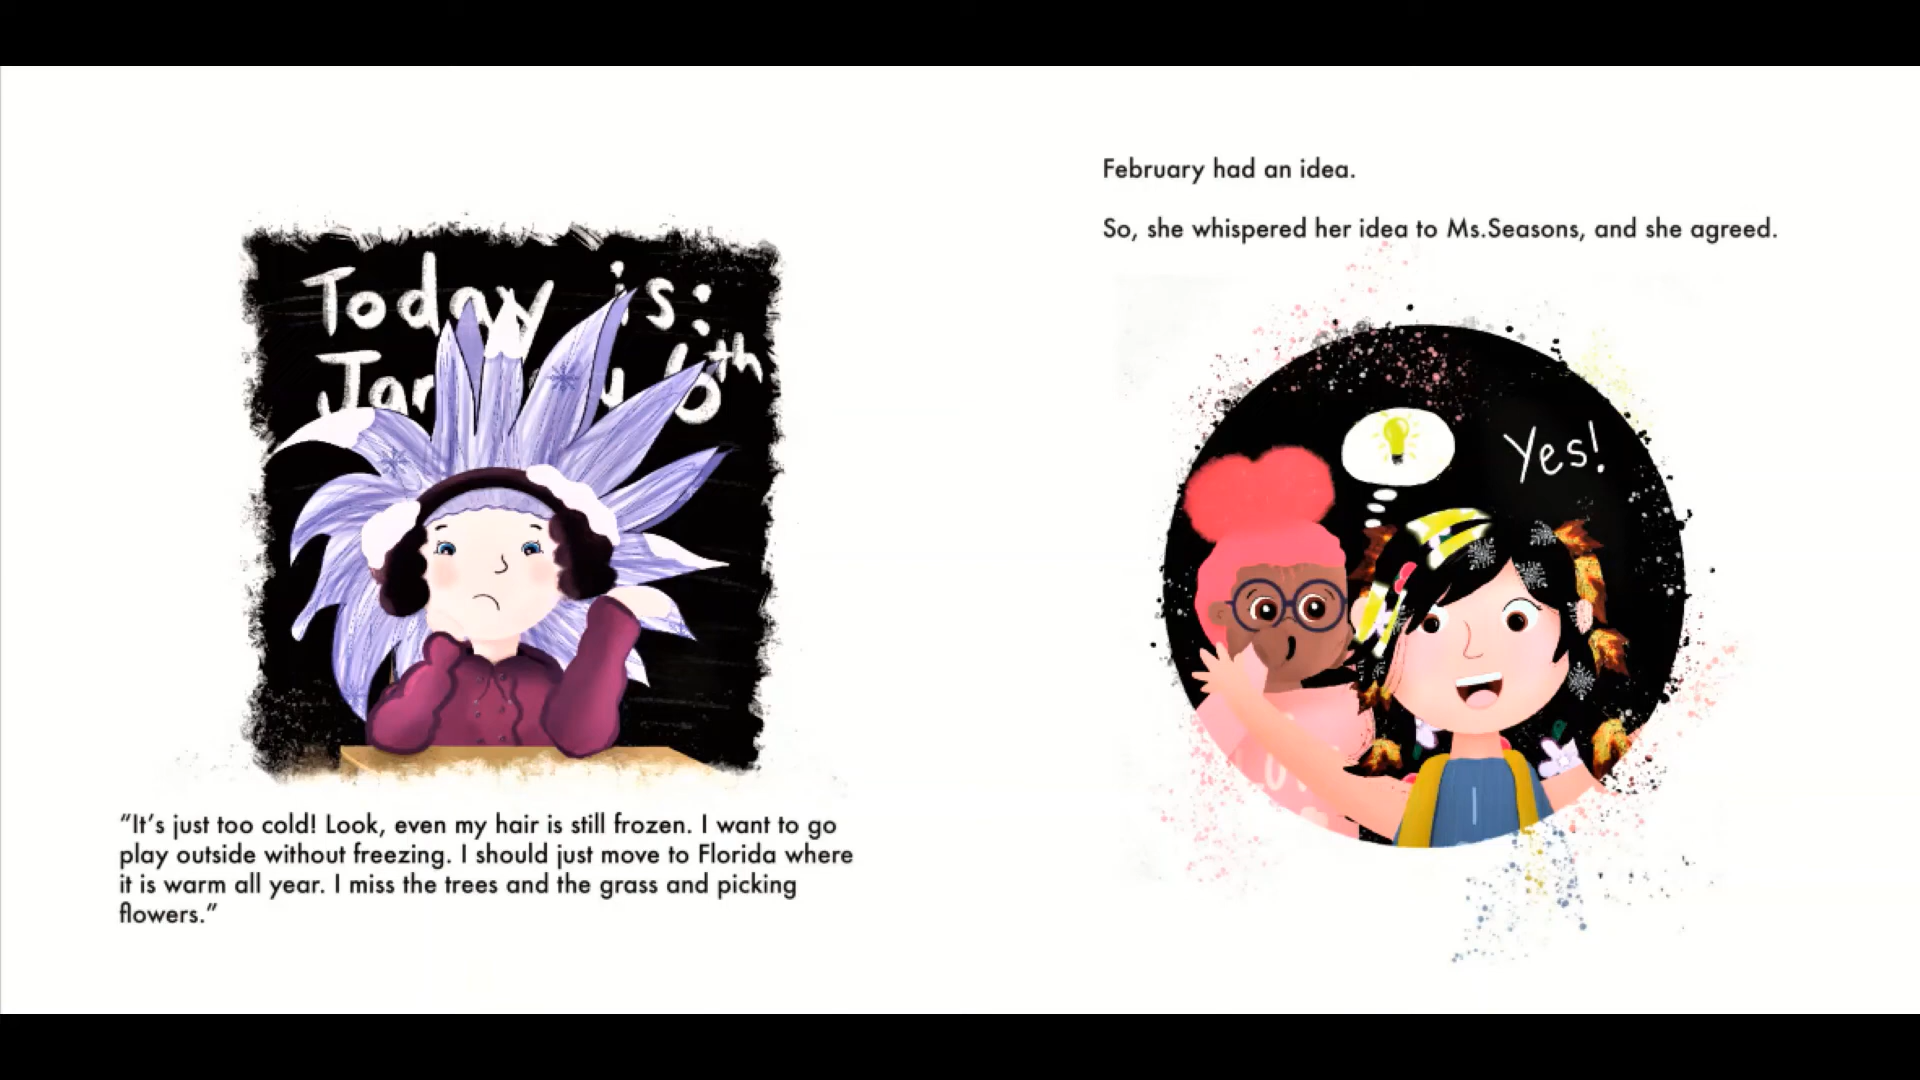 Today is:
Jan u 6th
“It’s just too cold! Look, even my hair is still frozen. I want to go
play outside without freezing. I should just move to Florida where
it is warm all year. I miss the trees and the grass and picking
flowers.”
February had an idea.
So, she whispered her idea to Ms.Seasons, and she agreed.
Yes!